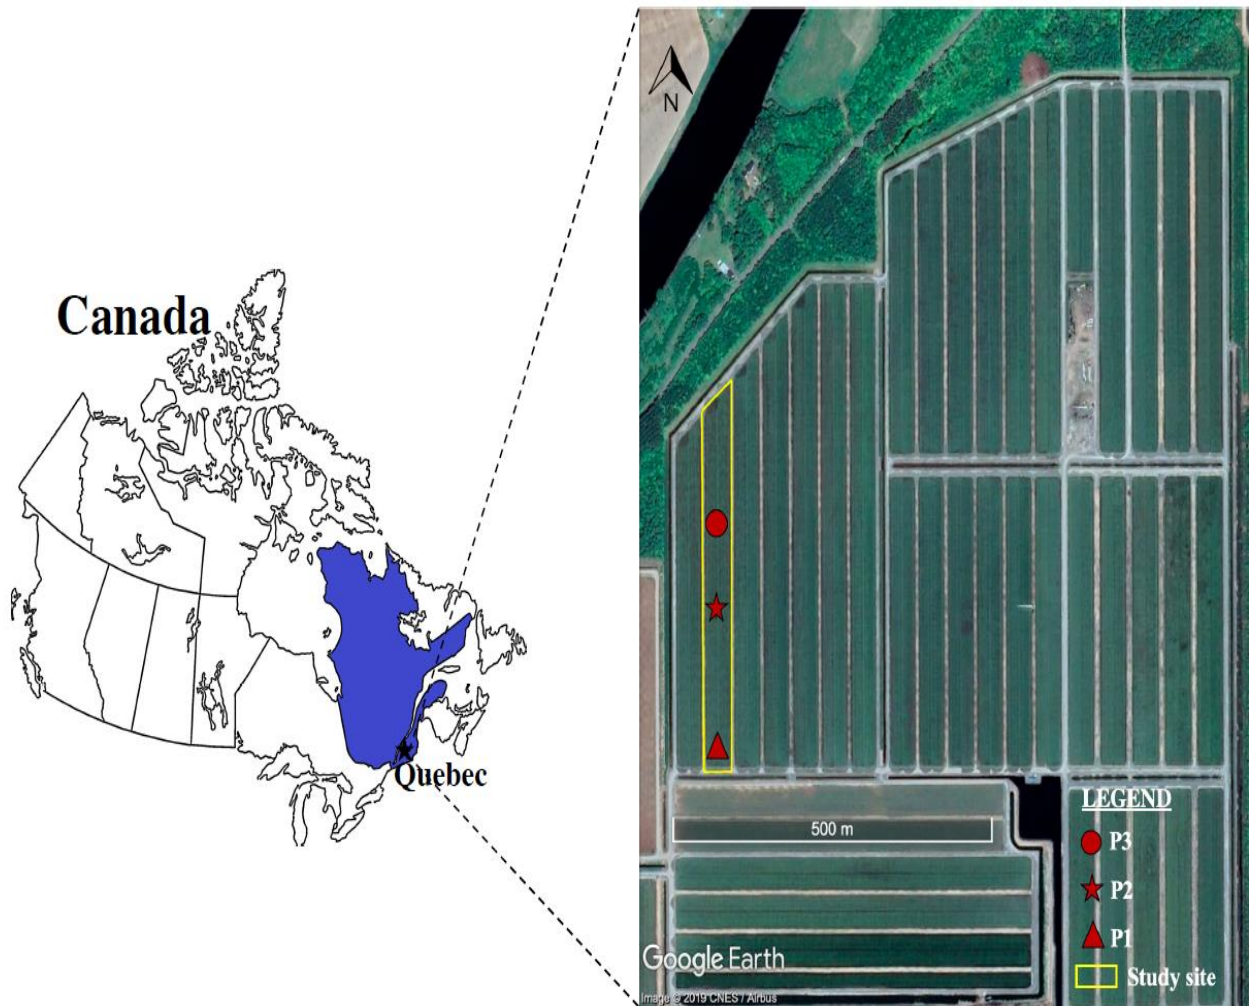 Canada
Quebec
N
500 m
LEGEND
P3
P2
P1
Study site
Google Earth
Image © 2019 CNES / Airbus